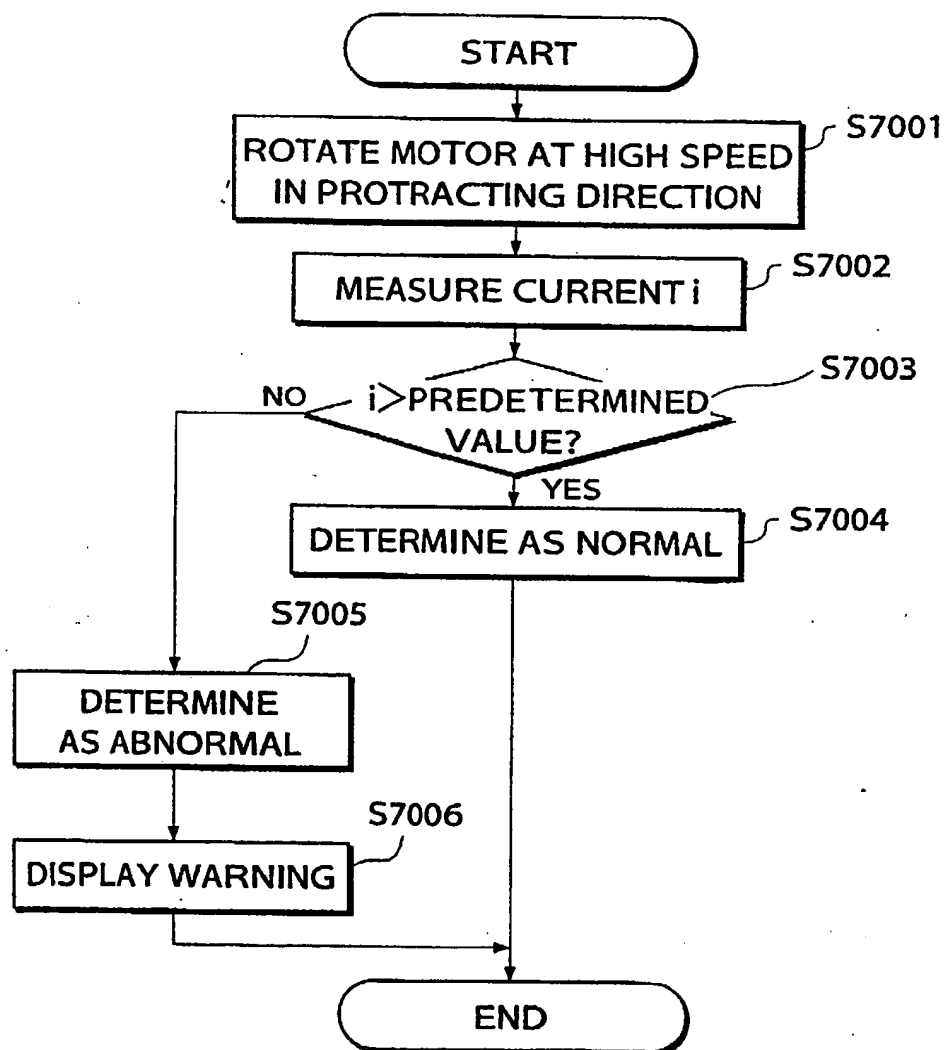 START
S7001
ROTATE MOTOR AT HIGH SPEED
IN PROTRACTING DIRECTION
S7002
MEASURE CURRENT i
S7003
NO
i>PREDETERMINED
VALUE?
YES
S7004
DETERMINE AS NORMAL
S7005
DETERMINE
AS ABNORMAL
S7006
DISPLAY WARNING
END